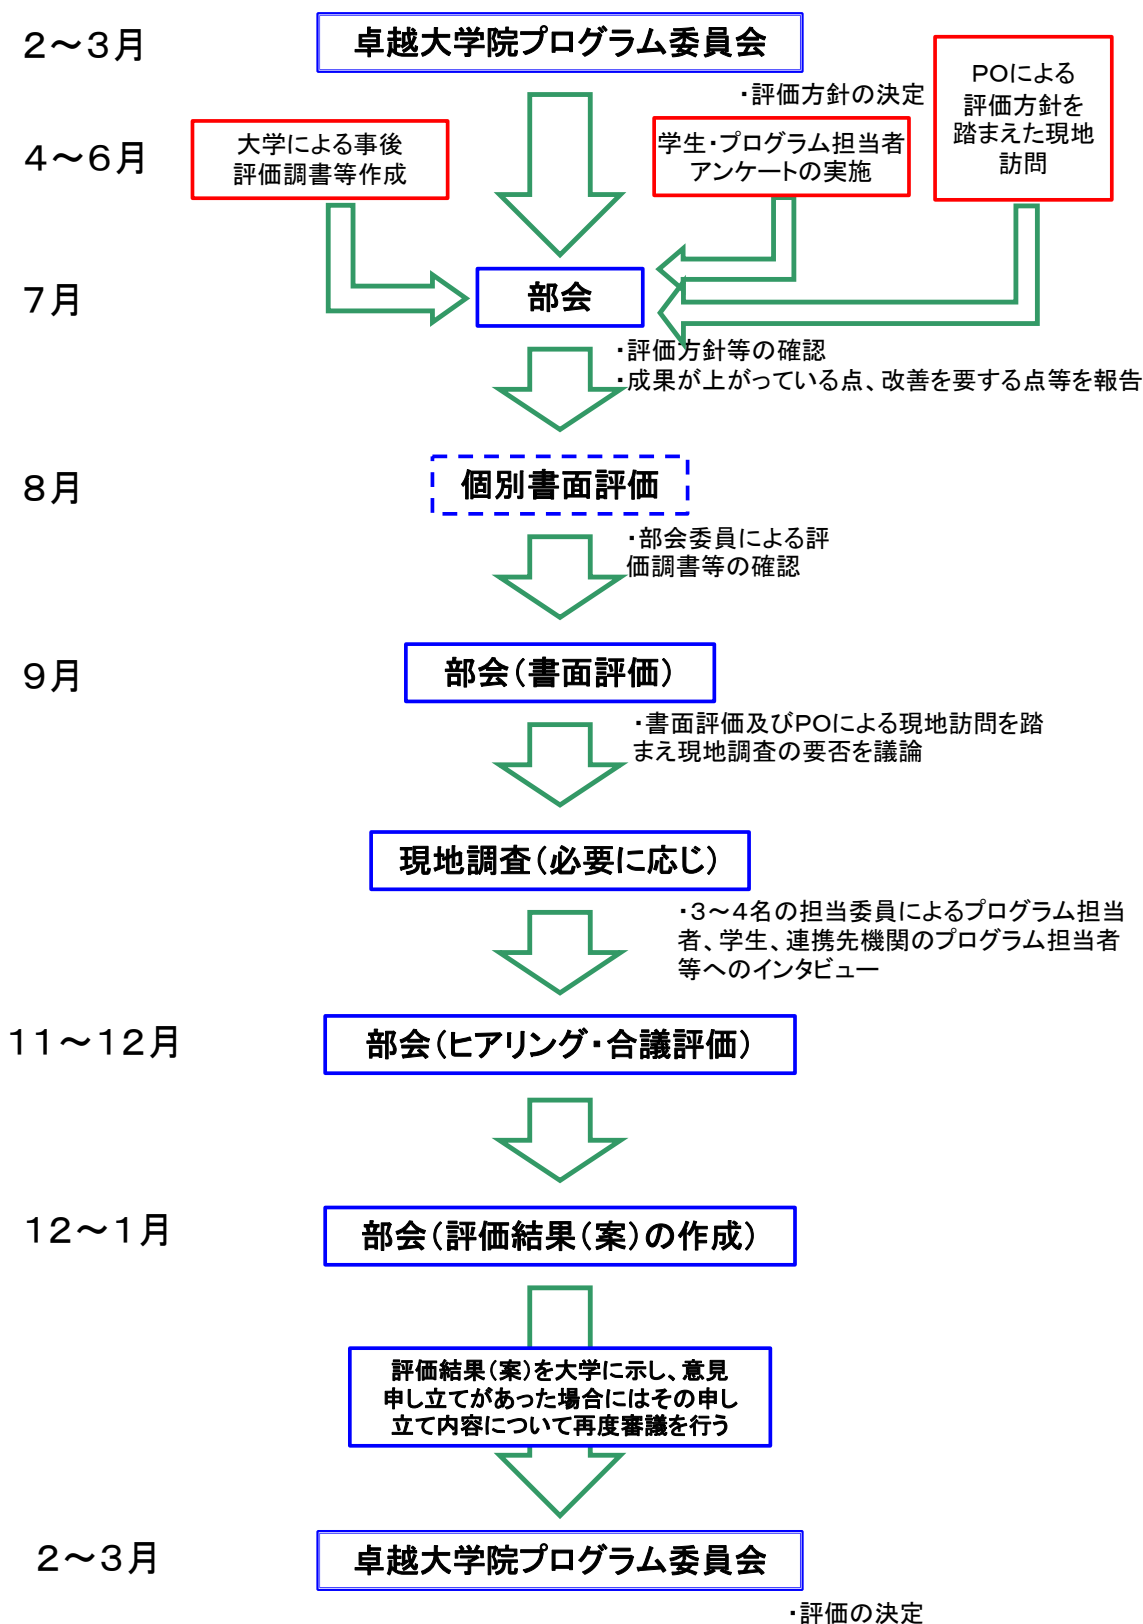 ２～３月
卓越大学院プログラム委員会
・評価方針の決定
４～６月
大学による事後
評価調書等作成
学生・プログラム担当者
アンケートの実施
ＰＯによる
評価方針を
踏まえた現地
訪問
７月
部会
・評価方針等の確認
・成果が上がっている点、改善を要する点等を報告
８月
個別書面評価
・部会委員による評
価調書等の確認
９月
部会（書面評価）
・書面評価及びＰＯによる現地訪問を踏
まえ現地調査の要否を議論
現地調査（必要に応じ）
・３～４名の担当委員によるプログラム担当
者、学生、連携先機関のプログラム担当者
等へのインタビュー
１１～１２月
部会（ヒアリング・合議評価）
１２～１月
部会（評価結果（案）の作成）
評価結果（案）を大学に示し、意見
申し立てがあった場合にはその申し
立て内容について再度審議を行う
２～３月
卓越大学院プログラム委員会
・評価の決定